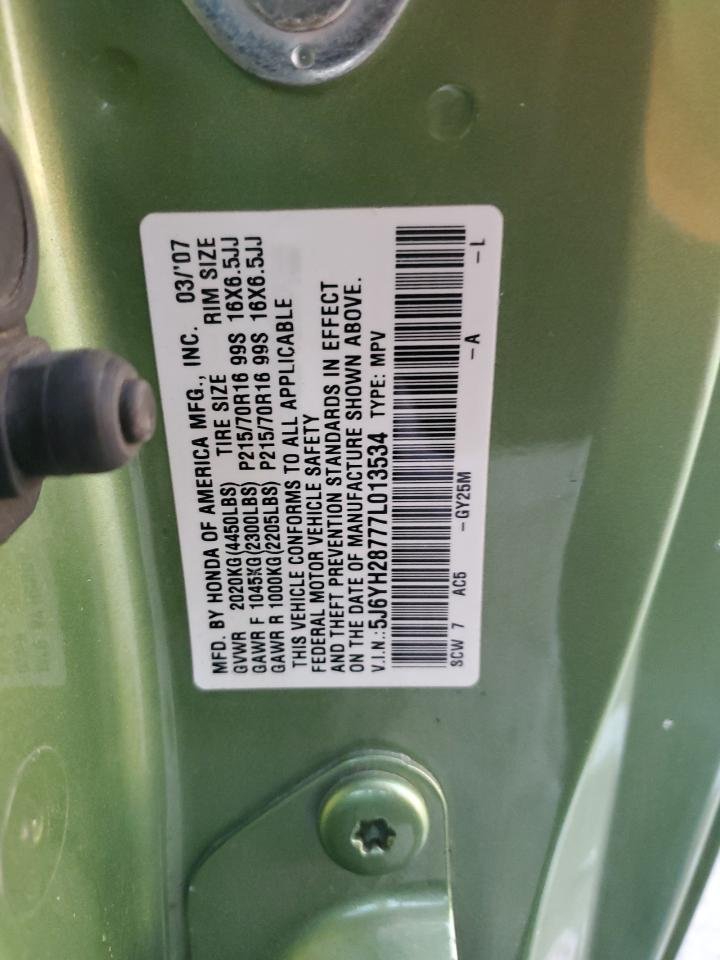 MFD. BY HONDA OF AMERICA MFG., INC. 03/'07
GVWR 2020KG(4450LBS) TIRE SIZE RIM SIZE
GAWR F 1045KG(2300LBS) P215/70R16 99S 16X6.5JJ
GAWR R 1000KG(2205LBS) P215/70R16 99S 16X6.5JJ
THIS VEHICLE CONFORMS TO ALL APPLICABLE
FEDERAL MOTOR VEHICLE SAFETY
AND THEFT PREVENTION STANDARDS IN EFFECT
ON THE DATE OF MANUFACTURE SHOWN ABOVE.
V.I.N.:5J6YH28777L013534 TYPE: MPV
SCW 7 AC5 -GY25M -A -L